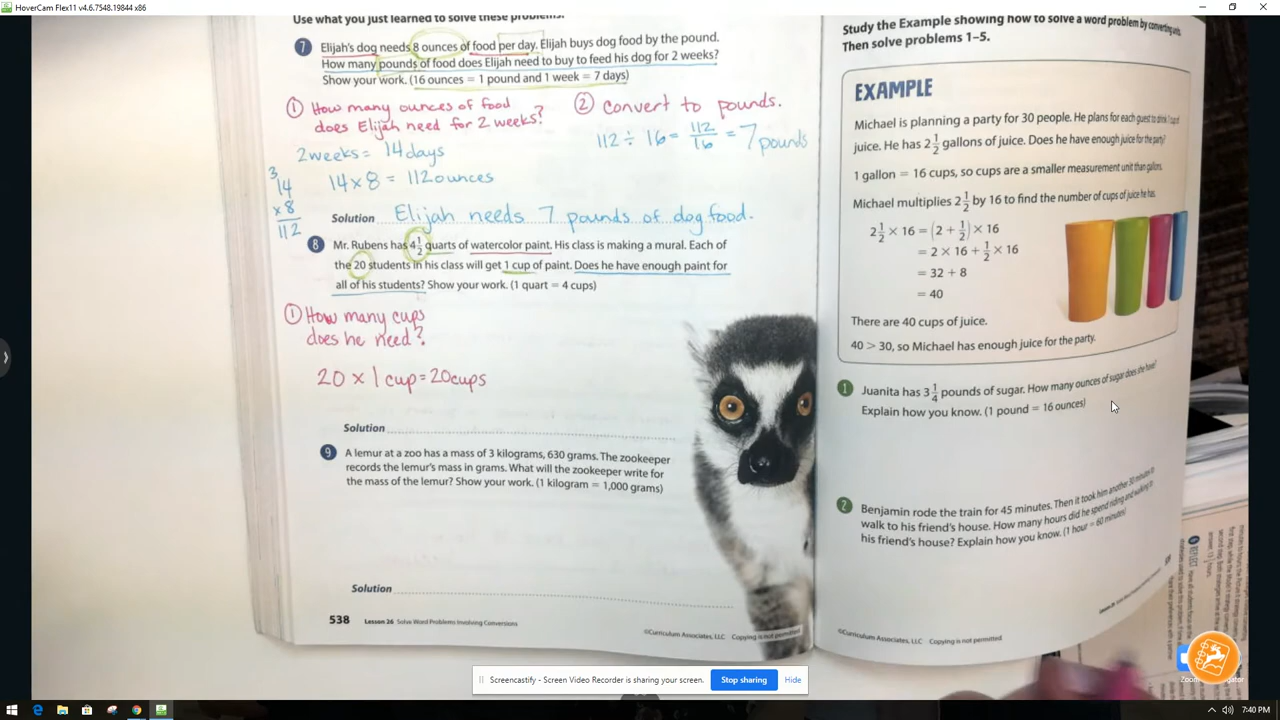 HoverCam Flex11 v4.6.7548.19844 x86
Use what you just learned to solve these problems.
7 Elijah's dog needs 8 ounces of food per day. Elijah buys dog food by the pound.
How many pounds of food does Elijah need to buy to feed his dog for 2 weeks?
Show your work. (16 ounces = 1 pound and 1 week = 7 days)
① How many ounces of food
does Elijah need for 2 weeks?
2 weeks = 14 days
14 x 8 = 112 ounces
3
14
x 8
112
② convert to pounds.
112 ÷ 16 = 112/16 = 7 pounds
Solution Elijah needs 7 pounds of dog food.
8 Mr. Rubens has 4 1/2 quarts of watercolor paint. His class is making a mural. Each of
the 20 students in his class will get 1 cup of paint. Does he have enough paint for
all of his students? Show your work. (1 quart = 4 cups)
① How many cups
does he need?
20 x 1 cup = 20 cups
Solution
9 A lemur at a zoo has a mass of 3 kilograms, 630 grams. The zookeeper
records the lemur's mass in grams. What will the zookeeper write for
the mass of the lemur? Show your work. (1 kilogram = 1,000 grams)
Solution
538 Lesson 26 Solve Word Problems Involving Conversions
©Curriculum Associates, LLC Copying is not permitted
Study the Example showing how to solve a word problem by converting units.
Then solve problems 1–5.
EXAMPLE
Michael is planning a party for 30 people. He plans for each guest to drink 1 cup of
juice. He has 2 1/2 gallons of juice. Does he have enough juice for the party?
1 gallon = 16 cups, so cups are a smaller measurement unit than gallons.
Michael multiplies 2 1/2 by 16 to find the number of cups of juice he has.
2 1/2 × 16 = (2 + 1/2) × 16
= 2 × 16 + 1/2 × 16
= 32 + 8
= 40
There are 40 cups of juice.
40 > 30, so Michael has enough juice for the party.
1 Juanita has 3 1/4 pounds of sugar. How many ounces of sugar does she have?
Explain how you know. (1 pound = 16 ounces)
2 Benjamin rode the train for 45 minutes. Then it took him another 30 minutes to
walk to his friend's house. How many hours did he spend riding and walking to
his friend's house? Explain how you know. (1 hour = 60 minutes)
©Curriculum Associates, LLC Copying is not permitted.
Screencastify - Screen Video Recorder is sharing your screen.
Stop sharing
Hide
7:40 PM